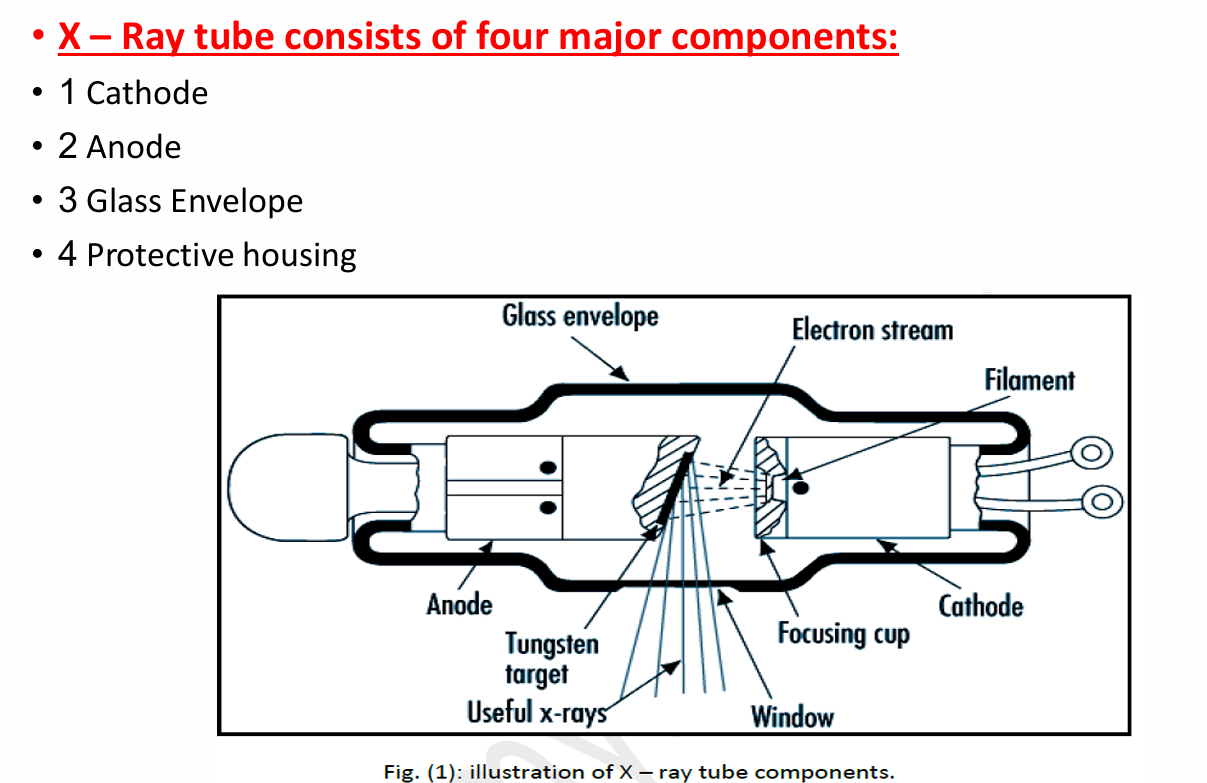 • X – Ray tube consists of four major components:
• 1 Cathode
• 2 Anode
• 3 Glass Envelope
• 4 Protective housing
Glass envelope
Electron stream
Filament
Anode
Cathode
Tungsten
target
Focusing cup
Useful x-rays
Window
Fig. (1): illustration of X – ray tube components.